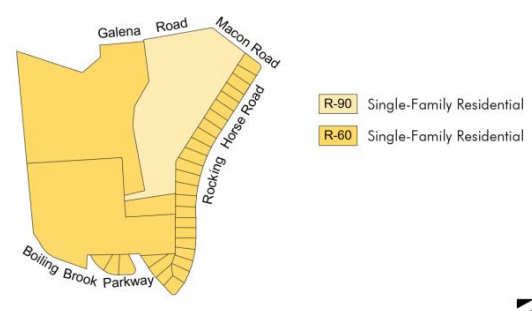 Galena Road
Macon Road
Rocking Horse Road
Boiling Brook Parkway
R-90 Single-Family Residential
R-60 Single-Family Residential